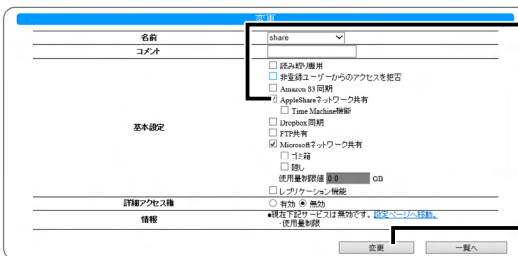 変更
名前 share
コメント
基本設定
読み取り専用
非登録ユーザーからのアクセスを拒否
Amazon S3 同期
AppleShareネットワーク共有
Time Machine機能
Dropbox 同期
FTP共有
Microsoftネットワーク共有
ゴミ箱
隠し
使用量制限値 0.0 GB
レプリケーション機能
詳細アクセス権 有効 無効
情報
●現在下記サービスは無効です。設定ページへ移動。
・使用量制限
変更 一覧へ